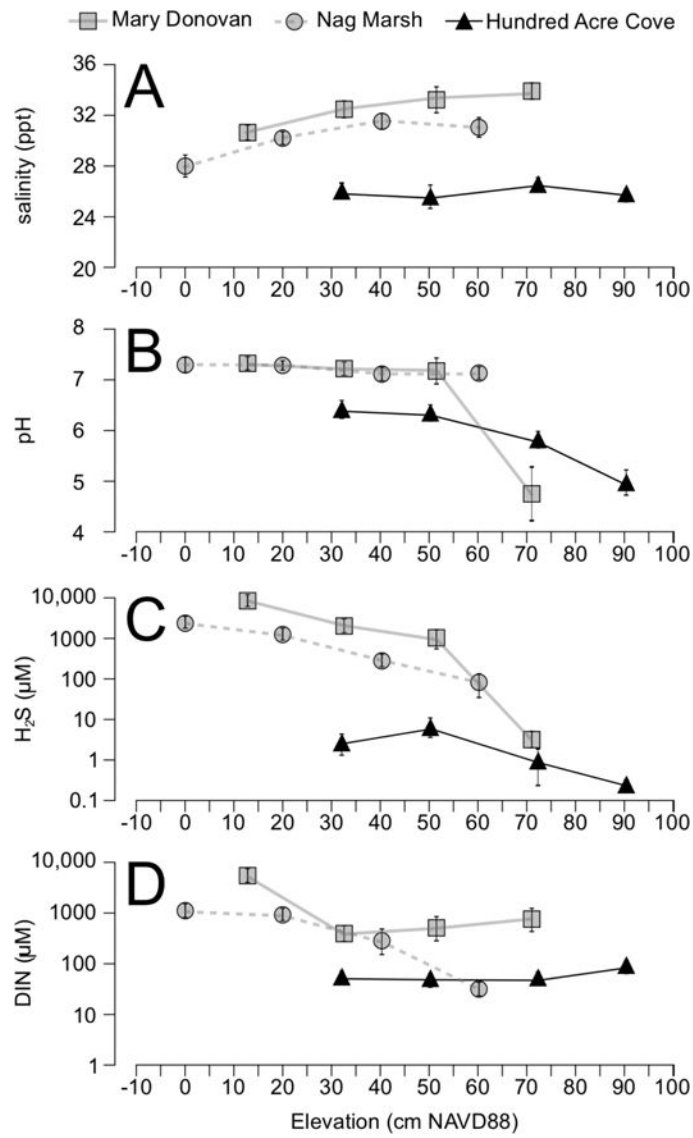 Mary Donovan Nag Marsh Hundred Acre Cove
A
salinity (ppt)
36
32
28
24
20
-10 0 10 20 30 40 50 60 70 80 90 100
B
pH
8
7
6
5
4
-10 0 10 20 30 40 50 60 70 80 90 100
C
H₂S (µM)
10,000
1000
100
10
1
0.1
-10 0 10 20 30 40 50 60 70 80 90 100
D
DIN (µM)
10,000
1000
100
10
1
-10 0 10 20 30 40 50 60 70 80 90 100
Elevation (cm NAVD88)